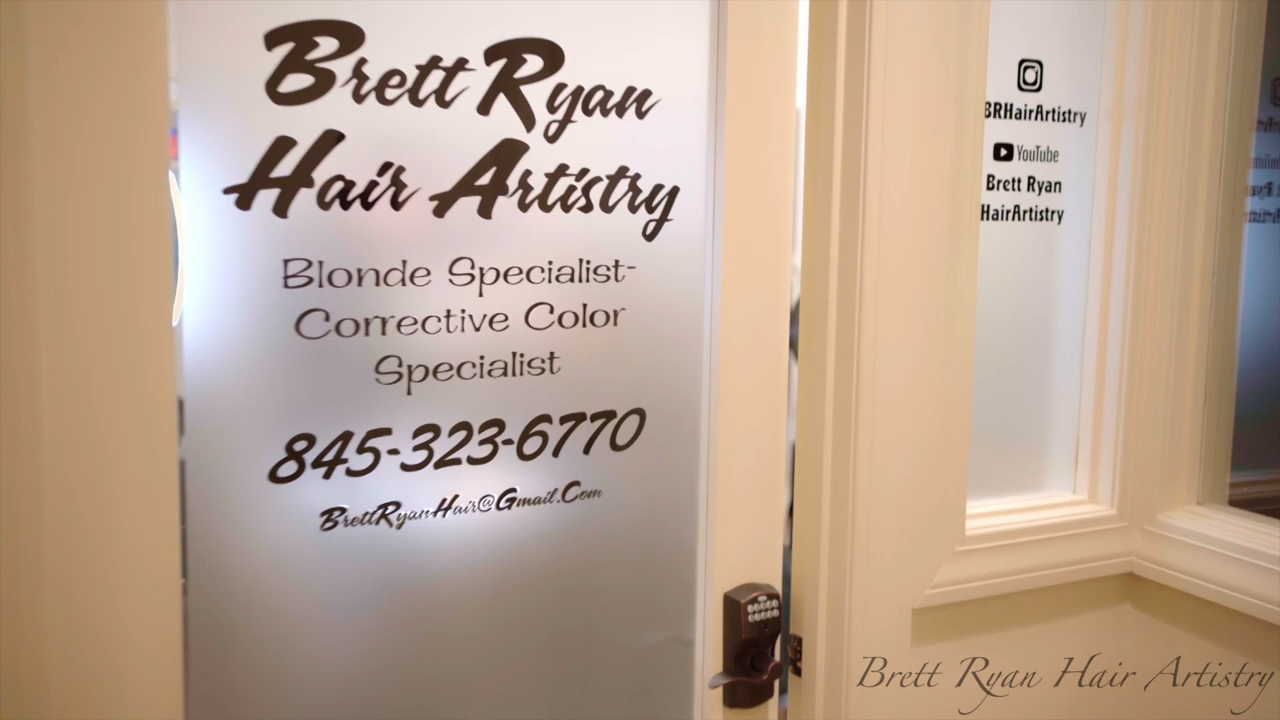 Brett Ryan
Hair Artistry
Blonde Specialist-
Corrective Color
Specialist
845-323-6770
BrettRyanHair@Gmail.Com
BRHairArtistry
YouTube
Brett Ryan
HairArtistry
Brett Ryan Hair Artistry